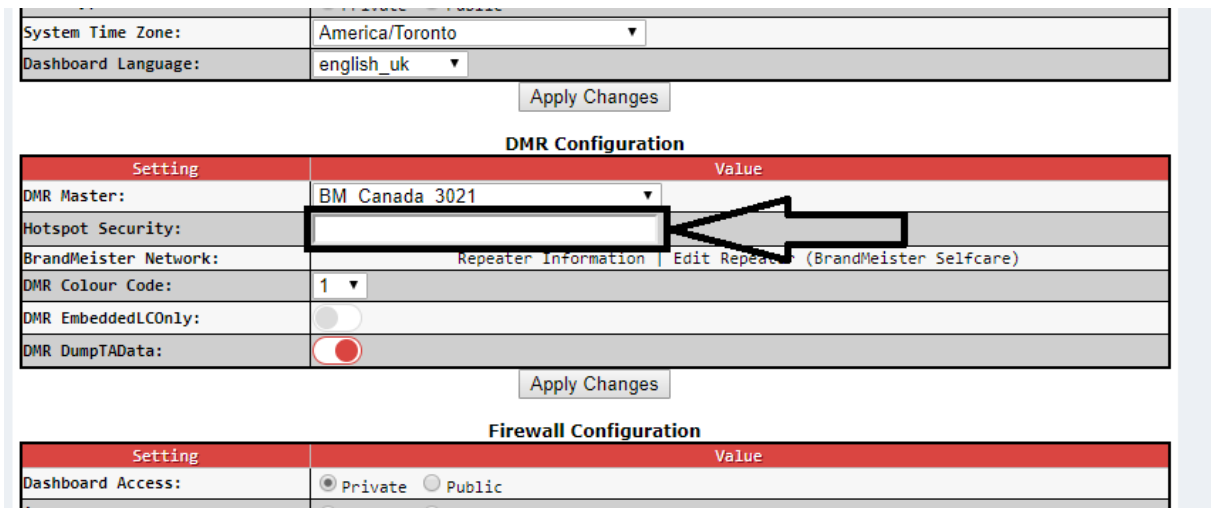 System Time Zone: America/Toronto
Dashboard Language: english_uk
Apply Changes
DMR Configuration
Setting Value
DMR Master: BM_Canada_3021
Hotspot Security:
BrandMeister Network: Repeater Information | Edit Repeater (BrandMeister Selfcare)
DMR Colour Code: 1
DMR EmbeddedLCOnly:
DMR DumpTAData:
Apply Changes
Firewall Configuration
Setting Value
Dashboard Access: Private Public